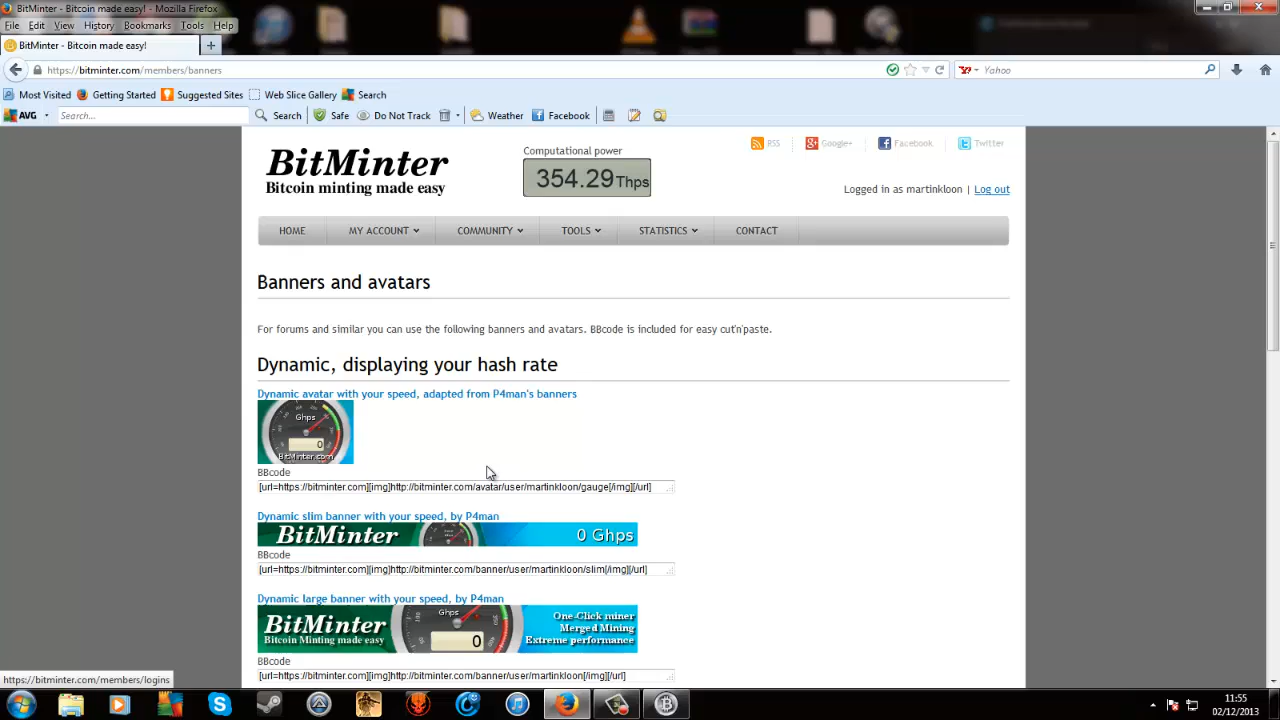 BitMinter - Bitcoin made easy! - Mozilla Firefox
File Edit View History Bookmarks Tools Help
BitMinter - Bitcoin made easy!
https://bitminter.com/members/banners
Yahoo
Most Visited Getting Started Suggested Sites Web Slice Gallery Search
AVG Search... Search Safe Do Not Track Weather Facebook
RSS Google+ Facebook Twitter
BitMinter
Bitcoin minting made easy
Computational power
354.29Thps
Logged in as martinkloon | Log out
HOME MY ACCOUNT COMMUNITY TOOLS STATISTICS CONTACT
Banners and avatars
For forums and similar you can use the following banners and avatars. BBcode is included for easy cut'n'paste.
Dynamic, displaying your hash rate
Dynamic avatar with your speed, adapted from P4man's banners
Ghps
0
BitMinter.com
BBcode
[url=https://bitminter.com][img]http://bitminter.com/avatar/user/martinkloon/gauge[/img][/url]
Dynamic slim banner with your speed, by P4man
BitMinter 0 Ghps
BBcode
[url=https://bitminter.com][img]http://bitminter.com/banner/user/martinkloon/slim[/img][/url]
Dynamic large banner with your speed, by P4man
BitMinter
Bitcoin Minting made easy
Ghps
0
One-Click miner
Merged Mining
Extreme performance
BBcode
[url=https://bitminter.com][img]http://bitminter.com/banner/user/martinkloon[/img][/url]
https://bitminter.com/members/logins
11:55
02/12/2013